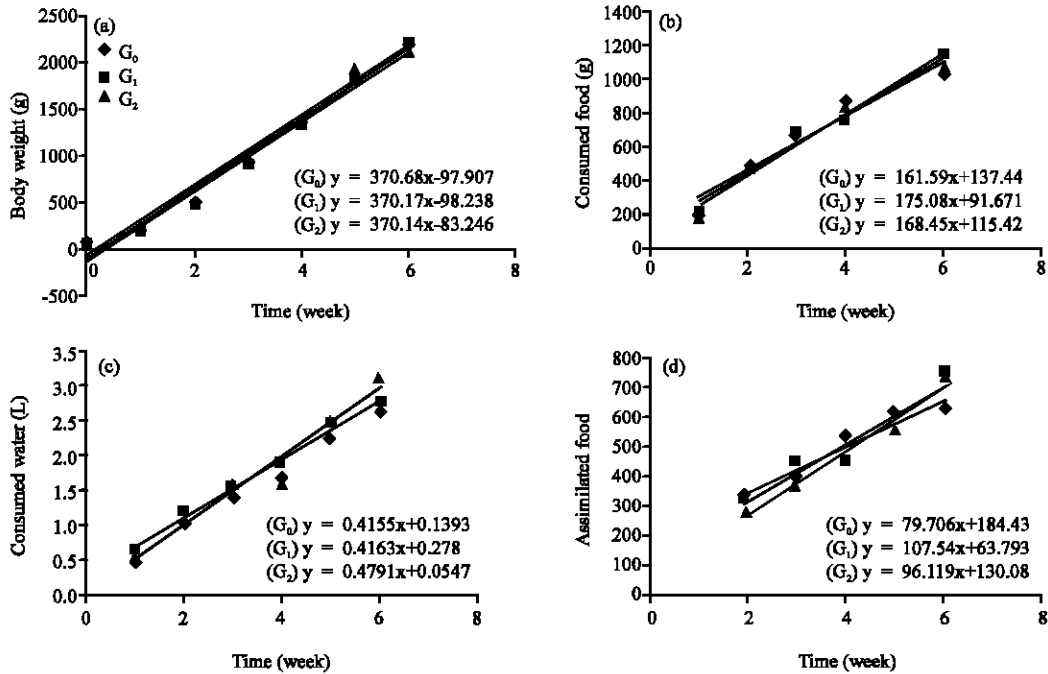 (a)
G₀
G₁
G₂
2500
2000
1500
1000
500
0
-500
Body weight (g)
(G₀) y = 370.68x-97.907
(G₁) y = 370.17x-98.238
(G₂) y = 370.14x-83.246
0 2 4 6 8
Time (week)
(b)
1400
1200
1000
800
600
400
200
0
Consumed food (g)
(G₀) y = 161.59x+137.44
(G₁) y = 175.08x+91.671
(G₂) y = 168.45x+115.42
0 2 4 6 8
Time (week)
(c)
3.5
3.0
2.5
2.0
1.5
1.0
0.5
0.0
Consumed water (L)
(G₀) y = 0.4155x+0.1393
(G₁) y = 0.4163x+0.278
(G₂) y = 0.4791x+0.0547
0 2 4 6 8
Time (week)
(d)
800
700
600
500
400
300
200
100
0
Assimilated food
(G₀) y = 79.706x+184.43
(G₁) y = 107.54x+63.793
(G₂) y = 96.119x+130.08
0 2 4 6 8
Time (week)